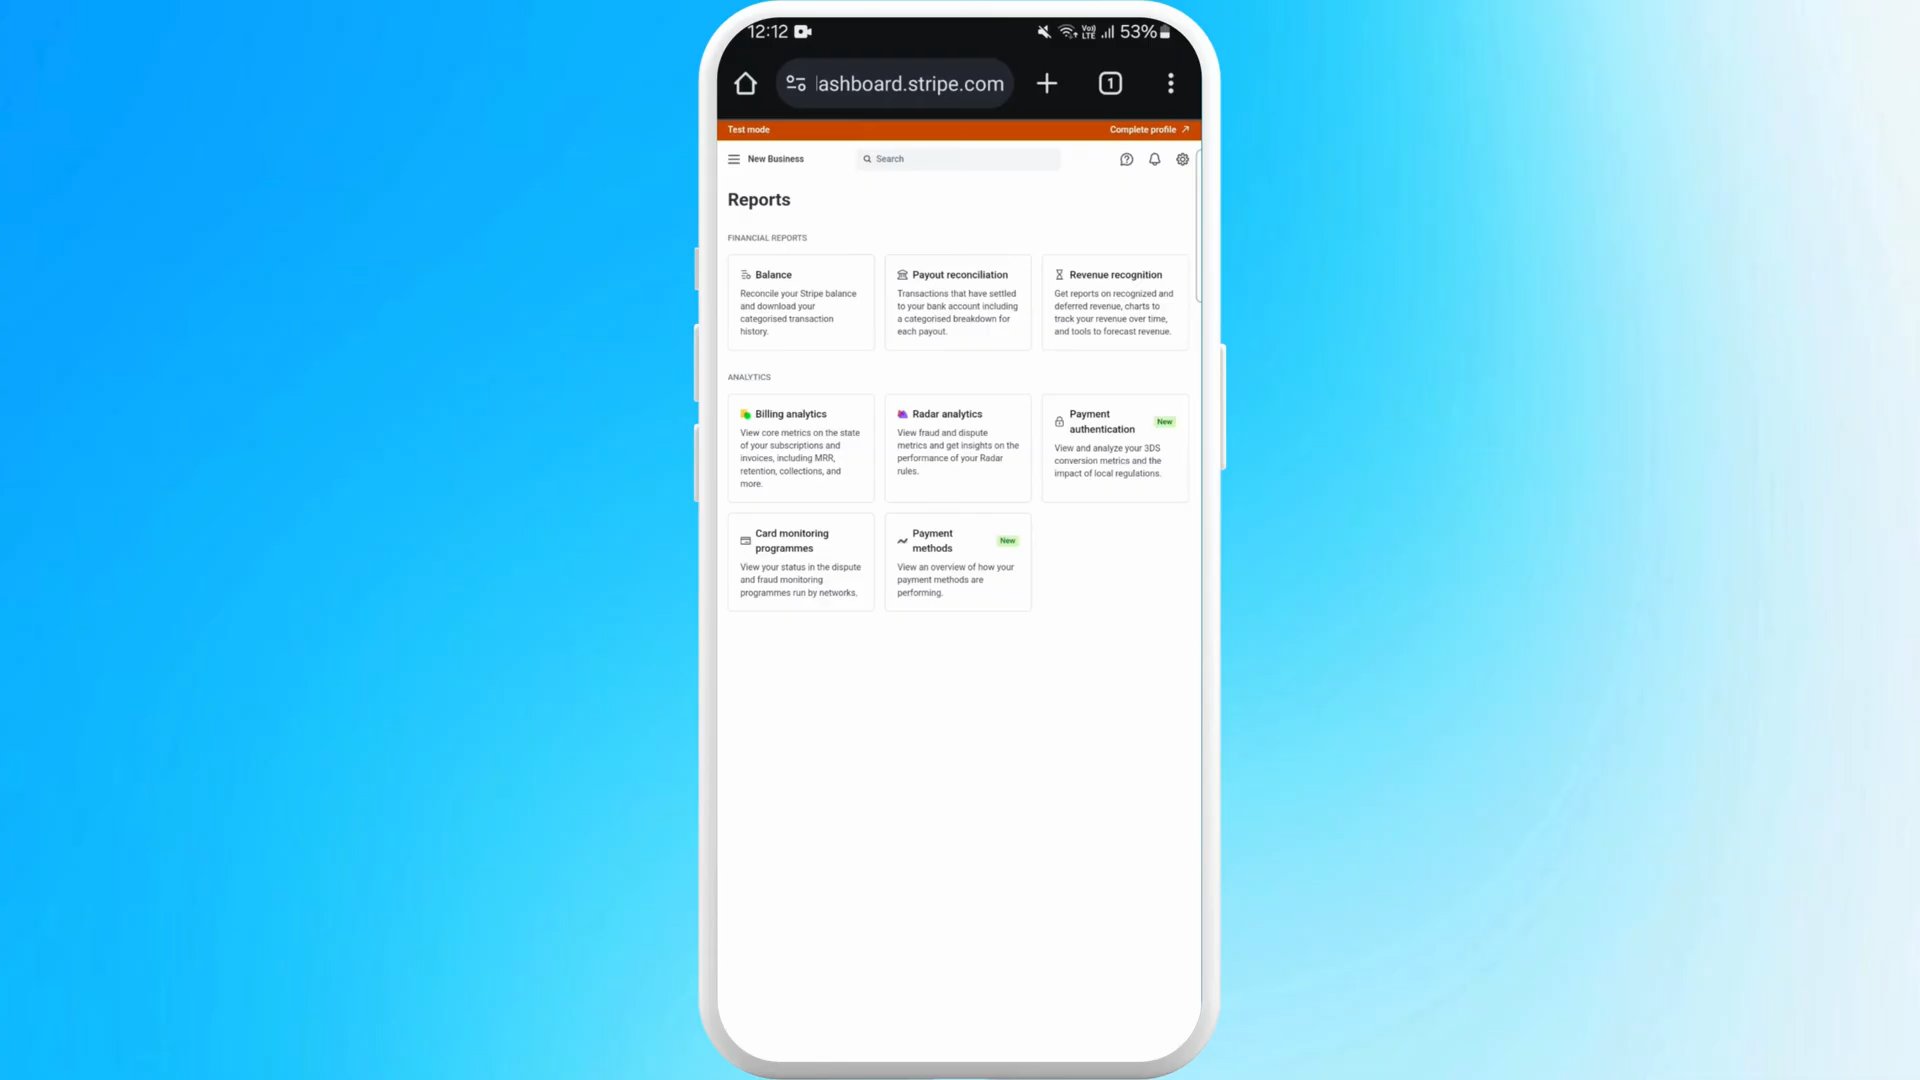 12:12
Vo)) LTE 53%
ashboard.stripe.com
1
Test mode
Complete profile
New Business
Search
Reports
FINANCIAL REPORTS
Balance
Reconcile your Stripe balance
and download your
categorised transaction
history.
Payout reconciliation
Transactions that have settled
to your bank account including
a categorised breakdown for
each payout.
Revenue recognition
Get reports on recognized and
deferred revenue, charts to
track your revenue over time,
and tools to forecast revenue.
ANALYTICS
Billing analytics
View core metrics on the state
of your subscriptions and
invoices, including MRR,
retention, collections, and
more.
Radar analytics
View fraud and dispute
metrics and get insights on the
performance of your Radar
rules.
Payment
authentication
New
View and analyze your 3DS
conversion metrics and the
impact of local regulations.
Card monitoring
programmes
View your status in the dispute
and fraud monitoring
programmes run by networks.
Payment
methods
New
View an overview of how your
payment methods are
performing.